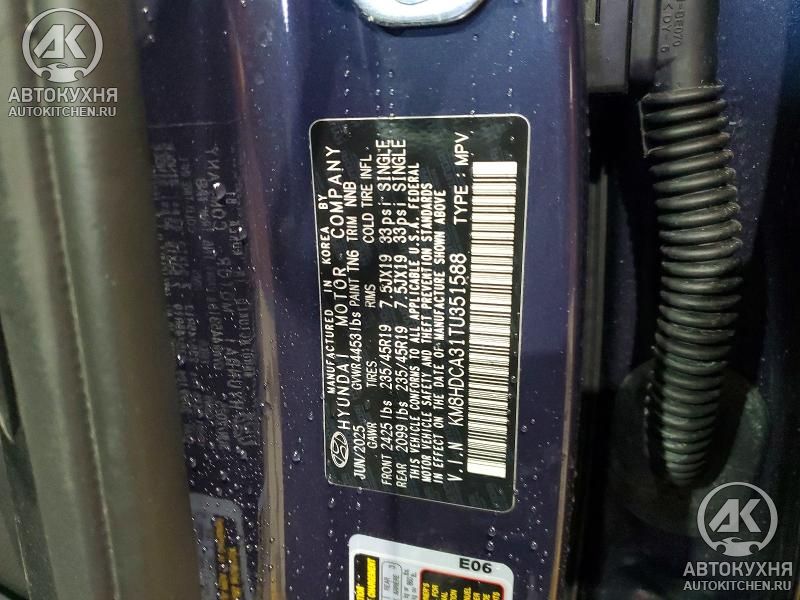 АВТОКУХНЯ
AUTOKITCHEN.RU
MANUFACTURED IN KOREA BY
HYUNDAI MOTOR COMPANY
JUN/2025 GVWR 4453lbs PAINT TN6 TRIM NNB
GAWR TIRES RIMS COLD TIRE INFL
FRONT 2425 lbs 235/45R19 7.5JX19 33psi SINGLE
REAR 2099 lbs 235/45R19 7.5JX19 33psi SINGLE
THIS VEHICLE CONFORMS TO ALL APPLICABLE U.S.A. FEDERAL
MOTOR VEHICLE SAFETY AND THEFT PREVENTION STANDARDS
IN EFFECT ON THE DATE OF MANUFACTURE SHOWN ABOVE
V.I.N KM8HDCA31TU351588 TYPE: MPV
E06
REAR
АВТОКУХНЯ
AUTOKITCHEN.RU